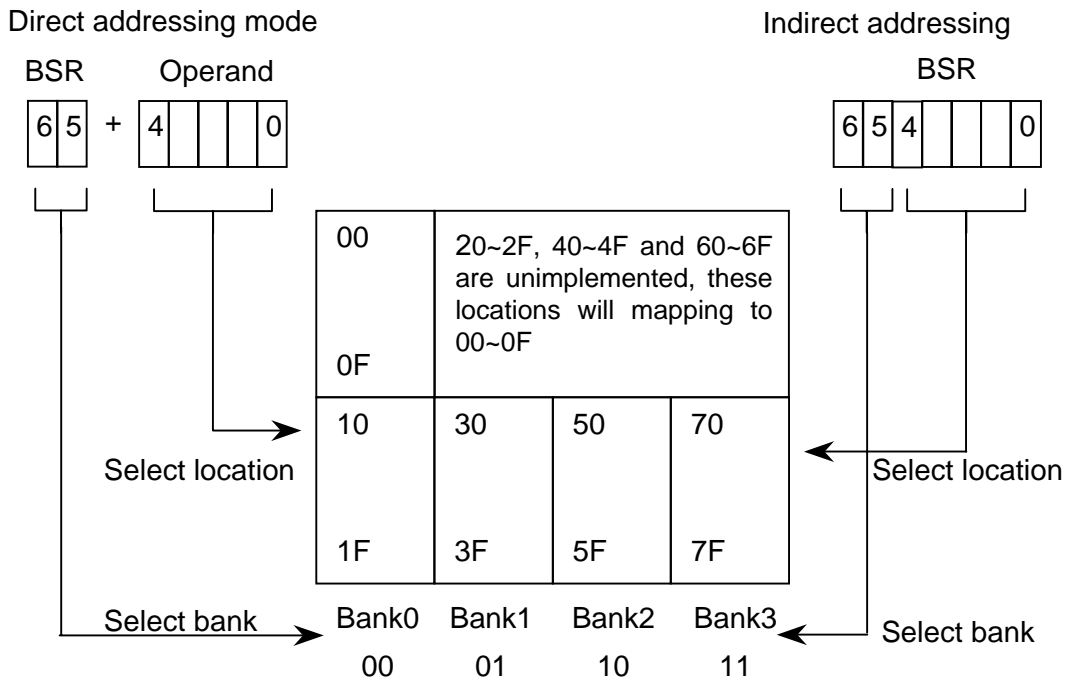 Direct addressing mode
Indirect addressing
BSR
Operand
BSR
6 5 + 4 0
6 5 4 0
00
20~2F, 40~4F and 60~6F
are unimplemented, these
locations will mapping to
00~0F
0F
10 30 50 70
Select location
Select location
1F 3F 5F 7F
Select bank
Bank0 Bank1 Bank2 Bank3
Select bank
00 01 10 11